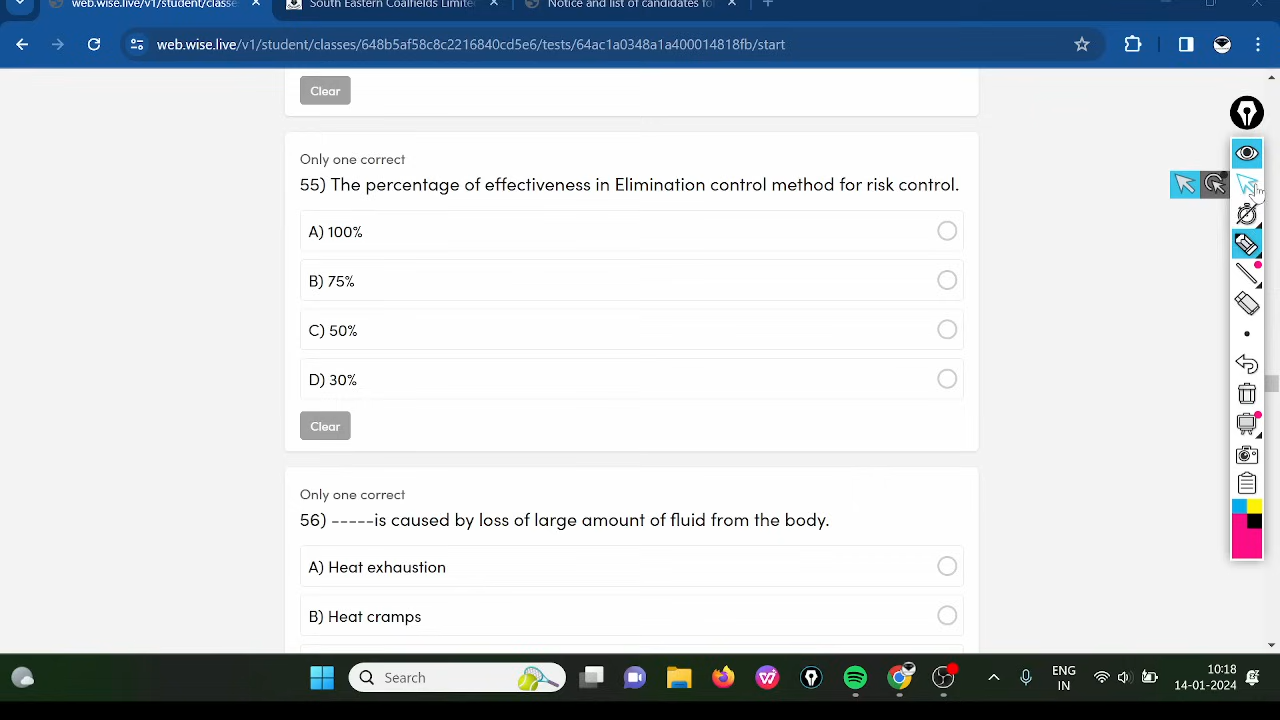 web.wise.live/v1/student/classe
South Eastern Coalfields Limite
Notice and list of candidates fo
web.wise.live/v1/student/classes/648b5af58c8c2216840cd5e6/tests/64ac1a0348a1a400014818fb/start
Clear
Only one correct
55) The percentage of effectiveness in Elimination control method for risk control.
A) 100%
B) 75%
C) 50%
D) 30%
Clear
Only one correct
56) -----is caused by loss of large amount of fluid from the body.
A) Heat exhaustion
B) Heat cramps
Search
ENG
IN
10:18
14-01-2024